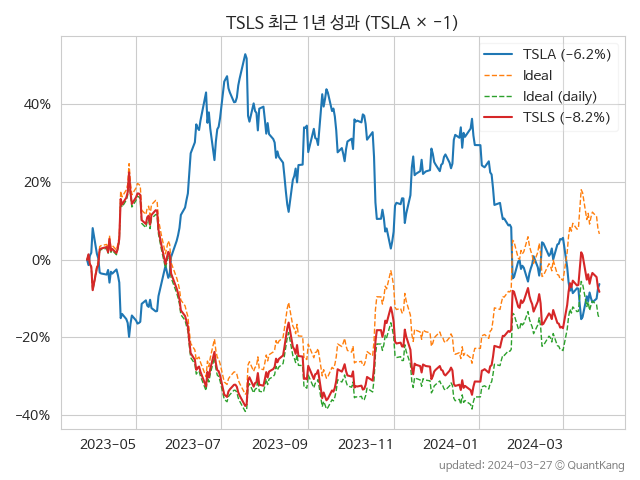 TSLS 최근 1년 성과 (TSLA × −1)
TSLA (−6.2%)
Ideal
Ideal (daily)
TSLS (−8.2%)
40%
20%
0%
−20%
−40%
2023-05 2023-07 2023-09 2023-11 2024-01 2024-03
updated: 2024-03-27 © QuantKang